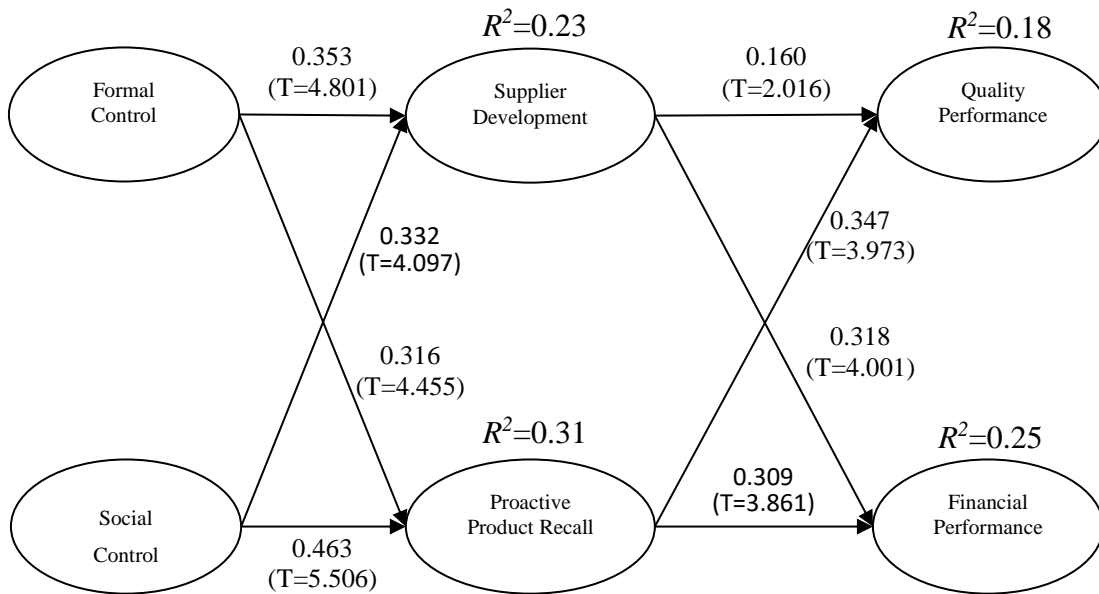 R²=0.23
R²=0.18
0.353
(T=4.801)
0.160
(T=2.016)
Formal
Control
Supplier
Development
Quality
Performance
0.332
(T=4.097)
0.347
(T=3.973)
0.316
(T=4.455)
0.318
(T=4.001)
R²=0.31
R²=0.25
0.309
(T=3.861)
Social
Control
Proactive
Product Recall
Financial
Performance
0.463
(T=5.506)